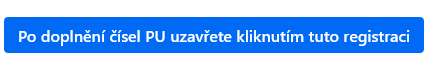 Po doplnění čísel PU uzavřete kliknutím tuto registraci